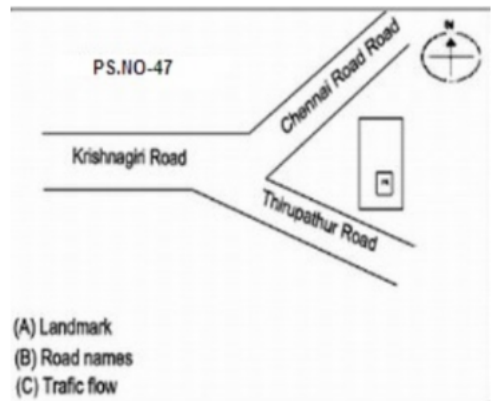 N
PS.NO-47
Chennai Road Road
Krishnagiri Road
Thirupathur Road
(A) Landmark
(B) Road names
(C) Trafic flow